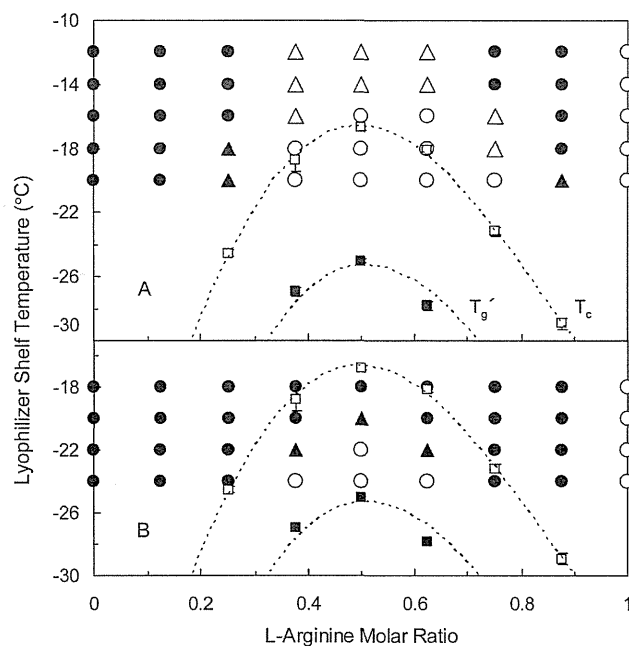 -10
-14
-18
-22
-26
-30
A
Tg´
Tc
Lyophilizer Shelf Temperature (°C)
-18
-22
-26
-30
B
0
0.2
0.4
0.6
0.8
1
L-Arginine Molar Ratio